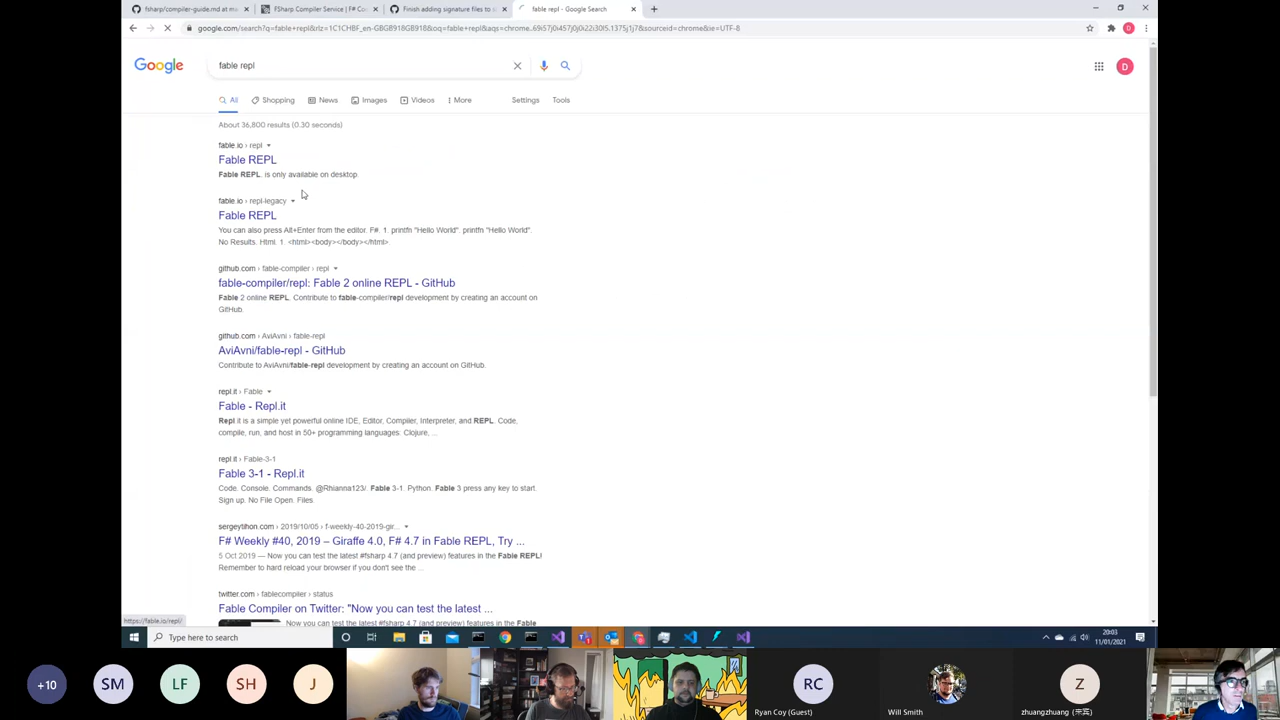 fsharp/compiler-guide.md at ma
FSharp Compiler Service | F# Co
Finish adding signature files to s
fable repl - Google Search
google.com/search?q=fable+repl&rlz=1C1CHBF_en-GBGB918GB918&oq=fable+repl&aqs=chrome..69i57j0i457j0j0i22i30l5.1375j1j7&sourceid=chrome&ie=UTF-8
D
Google
fable repl
D
All
Shopping
News
Images
Videos
More
Settings
Tools
About 36,800 results (0.30 seconds)
fable.io › repl
Fable REPL
Fable REPL. is only available on desktop.
fable.io › repl-legacy
Fable REPL
You can also press Alt+Enter from the editor. F#. 1. printfn "Hello World". printfn "Hello World".
No Results. Html. 1 <html><body></body></html>.
github.com › fable-compiler › repl
fable-compiler/repl: Fable 2 online REPL - GitHub
Fable 2 online REPL. Contribute to fable-compiler/repl development by creating an account on
GitHub.
github.com › AviAvni › fable-repl
AviAvni/fable-repl - GitHub
Contribute to AviAvni/fable-repl development by creating an account on GitHub.
repl.it › Fable
Fable - Repl.it
Repl it is a simple yet powerful online IDE, Editor, Compiler, Interpreter, and REPL. Code,
compile, run, and host in 50+ programming languages: Clojure, ...
repl.it › Fable-3-1
Fable 3-1 - Repl.it
Code. Console. Commands. @Rhianna123/. Fable 3-1. Python. Fable 3 press any key to start.
Sign up. No File Open. Files.
sergeytihon.com › 2019/10/05 › f-weekly-40-2019-gir...
F# Weekly #40, 2019 – Giraffe 4.0, F# 4.7 in Fable REPL, Try ...
5 Oct 2019 — Now you can test the latest #fsharp 4.7 (and preview) features in the Fable REPL!
Remember to hard reload your browser if you don't see the ...
twitter.com › fablecompiler › status
Fable Compiler on Twitter: "Now you can test the latest ...
Now you can test the latest #fsharp 4.7 (and preview) features in the Fable
https://fable.io/repl/
Type here to search
20:03
11/01/2021
+10
SM
LF
SH
J
RC
Z
Ryan Coy (Guest)
Will Smith